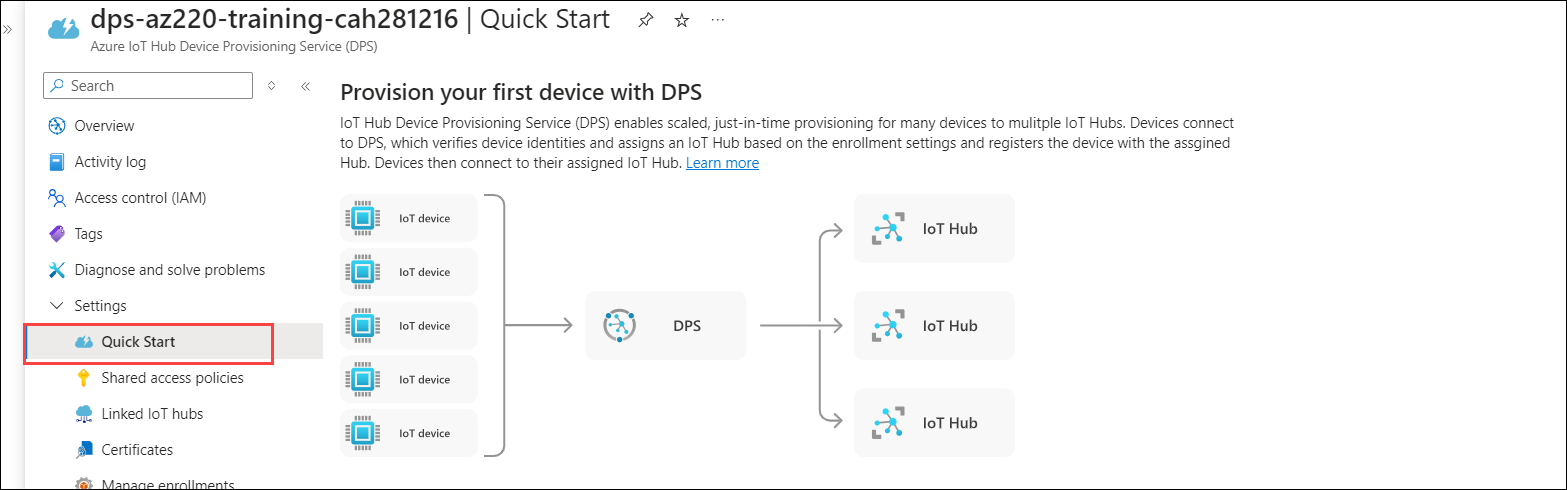 dps-az220-training-cah281216 | Quick Start
Azure IoT Hub Device Provisioning Service (DPS)
Search
Overview
Activity log
Access control (IAM)
Tags
Diagnose and solve problems
Settings
Quick Start
Shared access policies
Linked IoT hubs
Certificates
Manage enrollments
Provision your first device with DPS
IoT Hub Device Provisioning Service (DPS) enables scaled, just-in-time provisioning for many devices to mulitple IoT Hubs. Devices connect
to DPS, which verifies device identities and assigns an IoT Hub based on the enrollment settings and registers the device with the assgined
Hub. Devices then connect to their assigned IoT Hub. Learn more
IoT device
IoT device
IoT device
IoT device
IoT device
DPS
IoT Hub
IoT Hub
IoT Hub